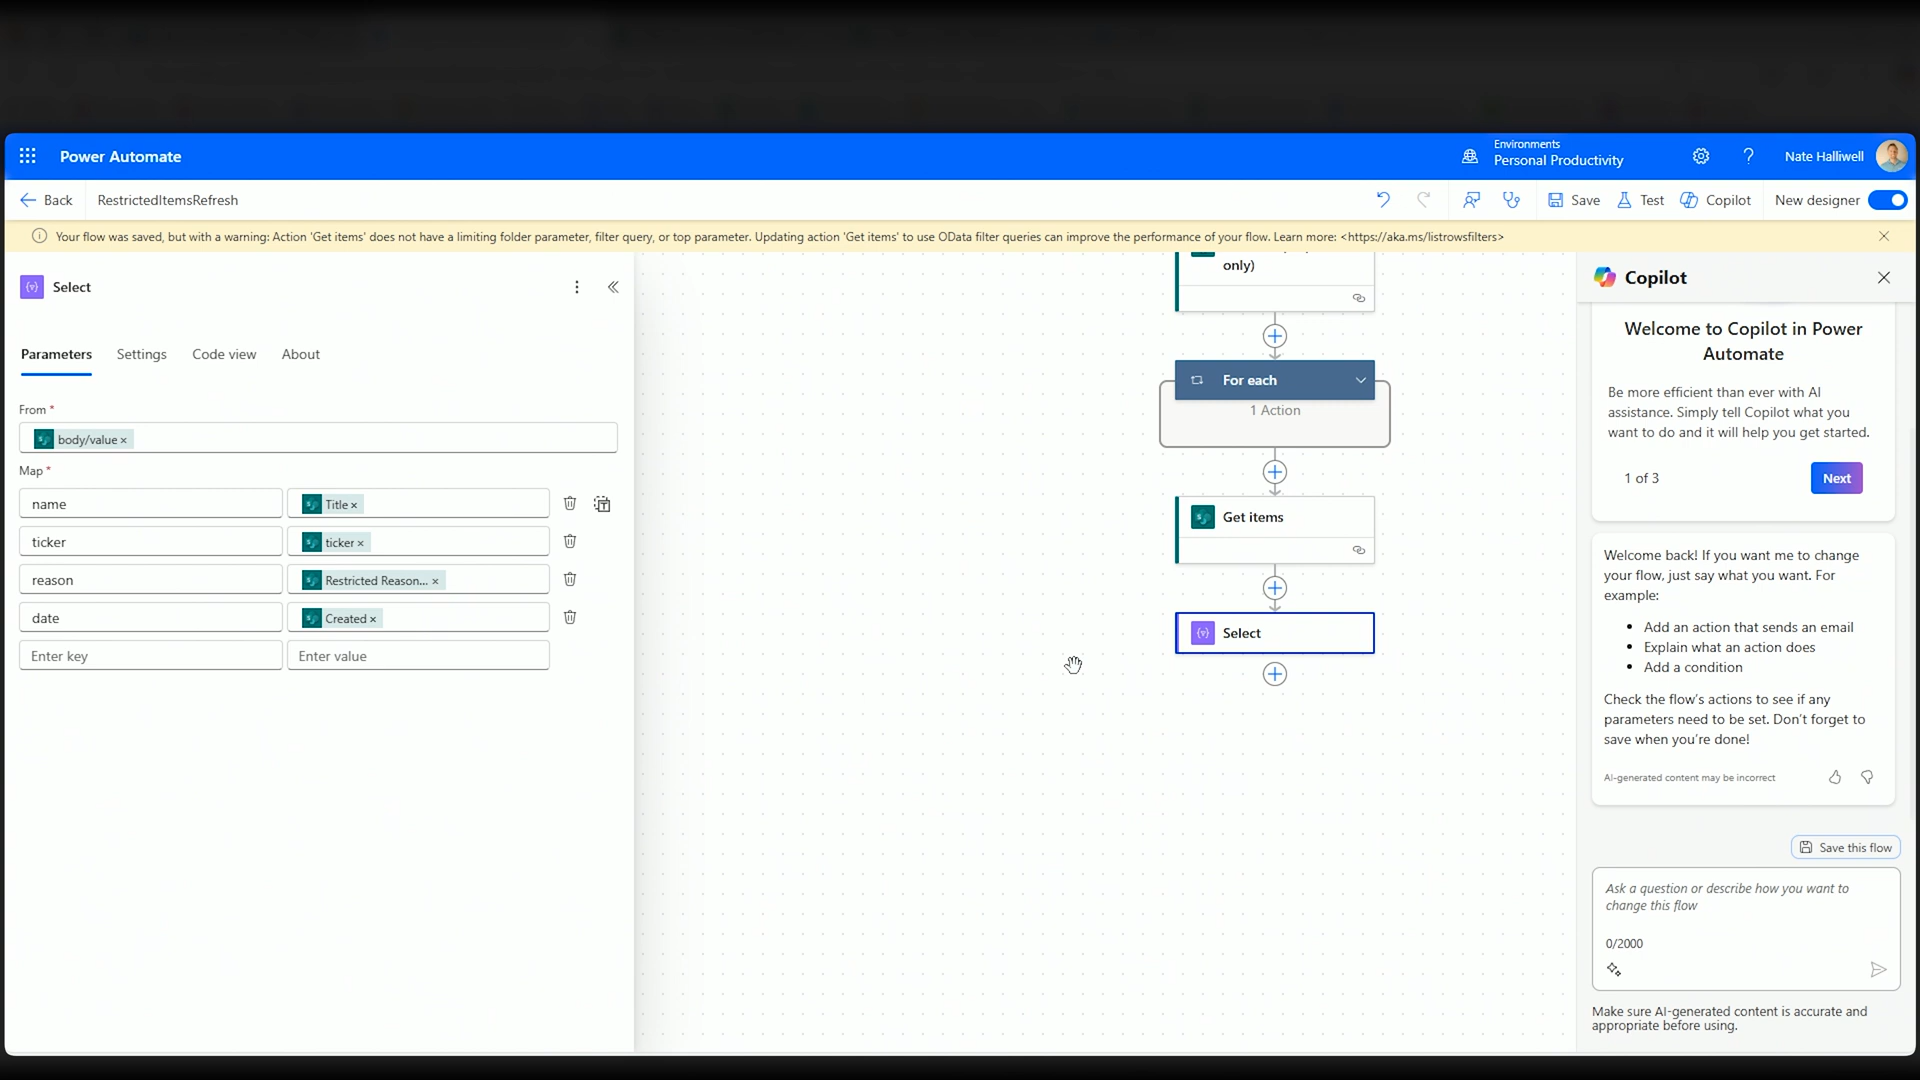 Power Automate
Environments
Personal Productivity
Nate Halliwell
Back
RestrictedItemsRefresh
Save
Test
Copilot
New designer
Your flow was saved, but with a warning: Action 'Get items' does not have a limiting folder parameter, filter query, or top parameter. Updating action 'Get items' to use OData filter queries can improve the performance of your flow. Learn more: <https://aka.ms/listrowsfilters>
Select
Parameters
Settings
Code view
About
From *
body/value ×
Map *
name
Title ×
ticker
ticker ×
reason
Restricted Reason... ×
date
Created ×
Enter key
Enter value
only)
For each
1 Action
Get items
Select
Copilot
Welcome to Copilot in Power
Automate
Be more efficient than ever with AI
assistance. Simply tell Copilot what you
want to do and it will help you get started.
1 of 3
Next
Welcome back! If you want me to change
your flow, just say what you want. For
example:
• Add an action that sends an email
• Explain what an action does
• Add a condition
Check the flow's actions to see if any
parameters need to be set. Don't forget to
save when you're done!
AI-generated content may be incorrect
Save this flow
Ask a question or describe how you want to
change this flow
0/2000
Make sure AI-generated content is accurate and
appropriate before using.